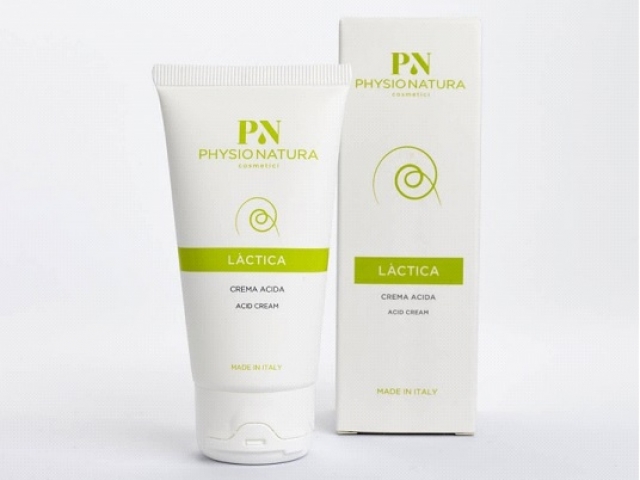 PN
PHYSIO NATURA
cosmetici
LÀCTICA
CREMA ACIDA
ACID CREAM
MADE IN ITALY
PN
PHYSIO NATURA
cosmetici
LÀCTICA
CREMA ACIDA
ACID CREAM
MADE IN ITALY